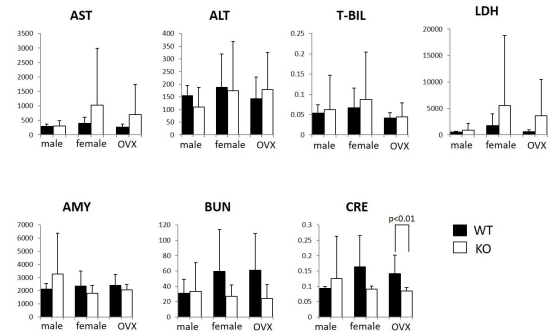 AST
3500
3000
2500
2000
1500
1000
500
0
male female OVX
ALT
400
350
300
250
200
150
100
50
0
male female OVX
T-BIL
0.25
0.2
0.15
0.1
0.05
0
male female OVX
LDH
20000
15000
10000
5000
0
male female OVX
AMY
7000
6000
5000
4000
3000
2000
1000
0
male female OVX
BUN
120
100
80
60
40
20
0
male female OVX
CRE
p<0.01
0.3
0.25
0.2
0.15
0.1
0.05
0
male female OVX
WT
KO